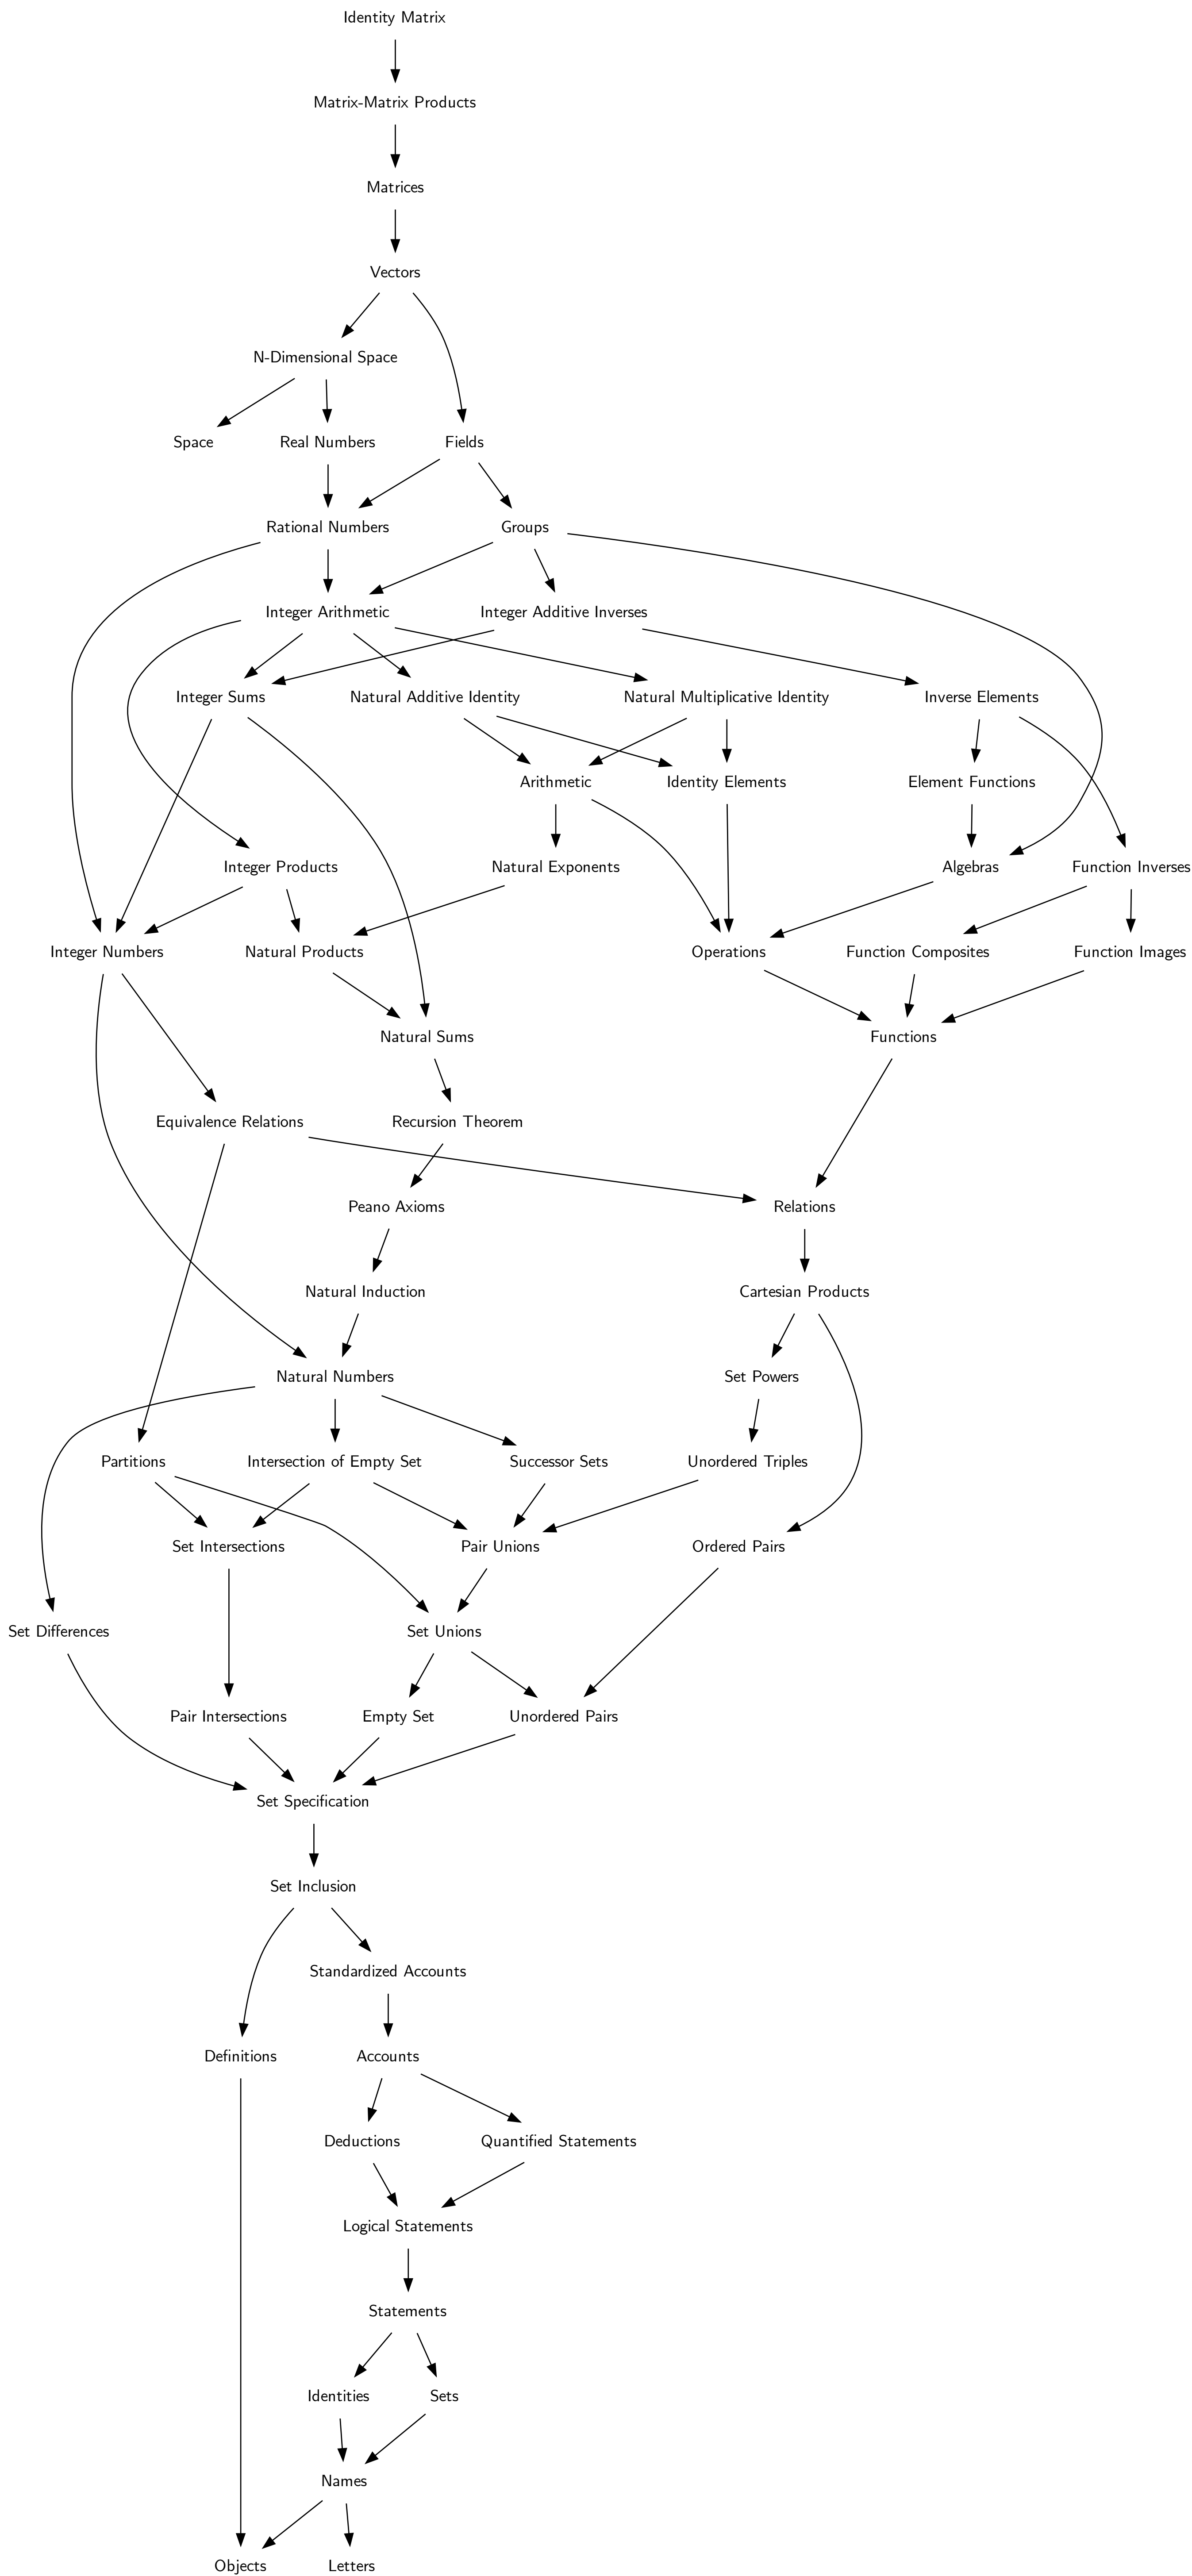 Identity Matrix
Matrix-Matrix Products
Matrices
Vectors
N-Dimensional Space
Space
Real Numbers
Fields
Rational Numbers
Groups
Integer Arithmetic
Integer Additive Inverses
Integer Sums
Natural Additive Identity
Natural Multiplicative Identity
Inverse Elements
Arithmetic
Identity Elements
Element Functions
Integer Products
Natural Exponents
Algebras
Function Inverses
Integer Numbers
Natural Products
Operations
Function Composites
Function Images
Natural Sums
Functions
Equivalence Relations
Recursion Theorem
Peano Axioms
Relations
Natural Induction
Cartesian Products
Natural Numbers
Set Powers
Partitions
Intersection of Empty Set
Successor Sets
Unordered Triples
Set Intersections
Pair Unions
Ordered Pairs
Set Differences
Set Unions
Pair Intersections
Empty Set
Unordered Pairs
Set Specification
Set Inclusion
Standardized Accounts
Definitions
Accounts
Deductions
Quantified Statements
Logical Statements
Statements
Identities
Sets
Names
Objects
Letters